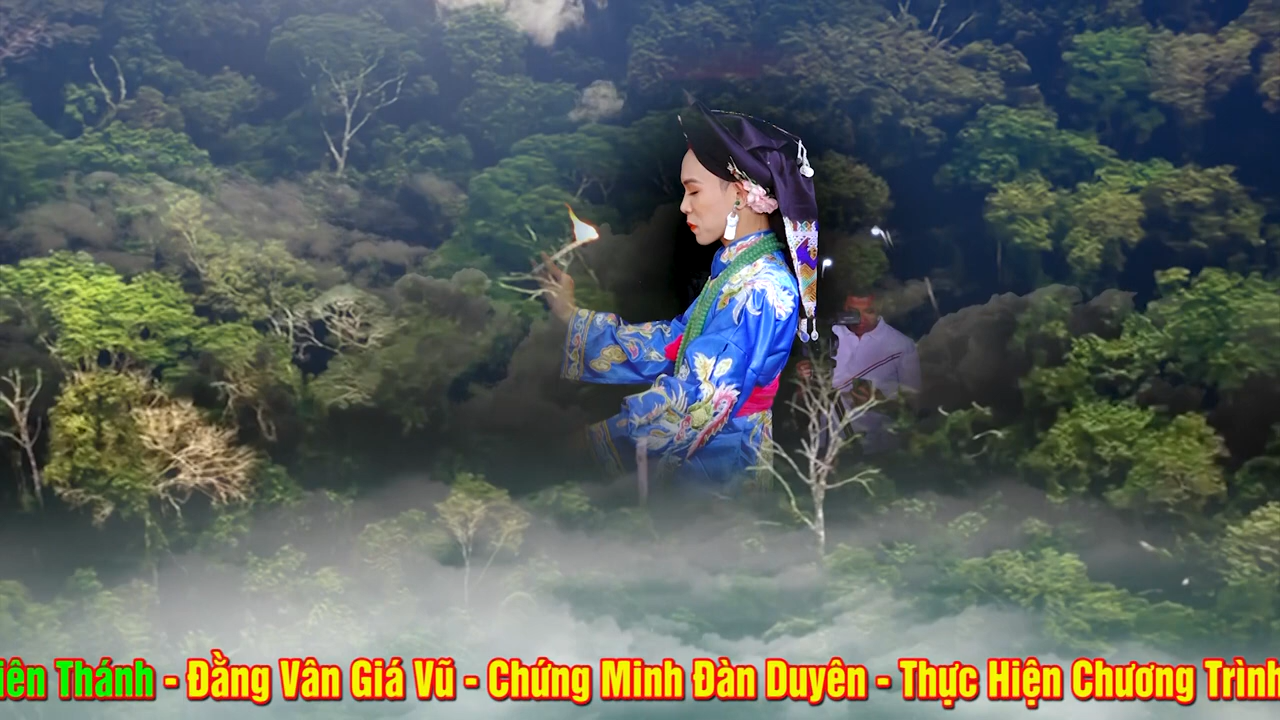 iên Thánh - Đằng Vân Giá Vũ - Chứng Minh Đàn Duyên - Thực Hiện Chương Trình